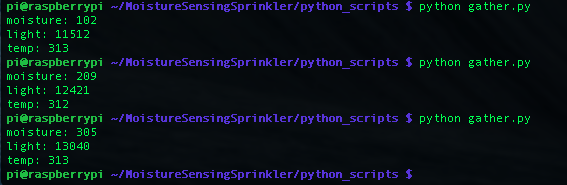 pi@raspberrypi ~/MoistureSensingSprinkler/python_scripts $ python gather.py
moisture: 102
light: 11512
temp: 313
pi@raspberrypi ~/MoistureSensingSprinkler/python_scripts $ python gather.py
moisture: 209
light: 12421
temp: 312
pi@raspberrypi ~/MoistureSensingSprinkler/python_scripts $ python gather.py
moisture: 305
light: 13040
temp: 313
pi@raspberrypi ~/MoistureSensingSprinkler/python_scripts $